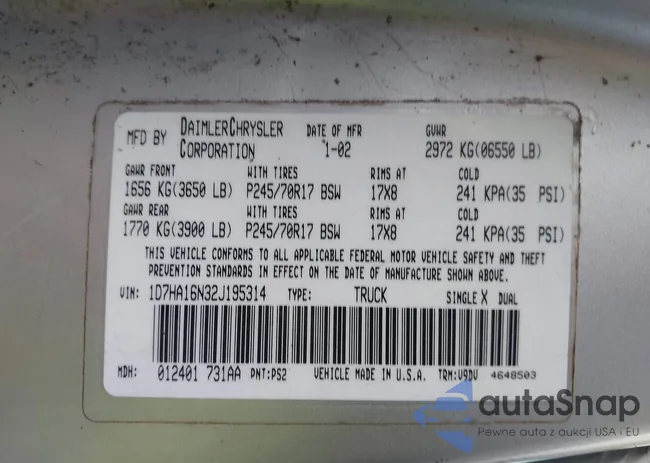 MFD BY DAIMLERCHRYSLER CORPORATION DATE OF MFR 1-02 GVWR 2972 KG(06550 LB)
GAWR FRONT WITH TIRES RIMS AT COLD
1656 KG(3650 LB) P245/70R17 BSW 17X8 241 KPA(35 PSI)
GAWR REAR WITH TIRES RIMS AT COLD
1770 KG(3900 LB) P245/70R17 BSW 17X8 241 KPA(35 PSI)
THIS VEHICLE CONFORMS TO ALL APPLICABLE FEDERAL MOTOR VEHICLE SAFETY AND THEFT
PREVENTION STANDARDS IN EFFECT ON THE DATE OF MANUFACTURE SHOWN ABOVE.
VIN: 1D7HA16N32J195314 TYPE: TRUCK SINGLE X DUAL
MDH: 012401 731AA PNT:PS2 VEHICLE MADE IN U.S.A. TRM:V9DV 4648503
autoSnap
Pewne auta z aukcji USA i EU